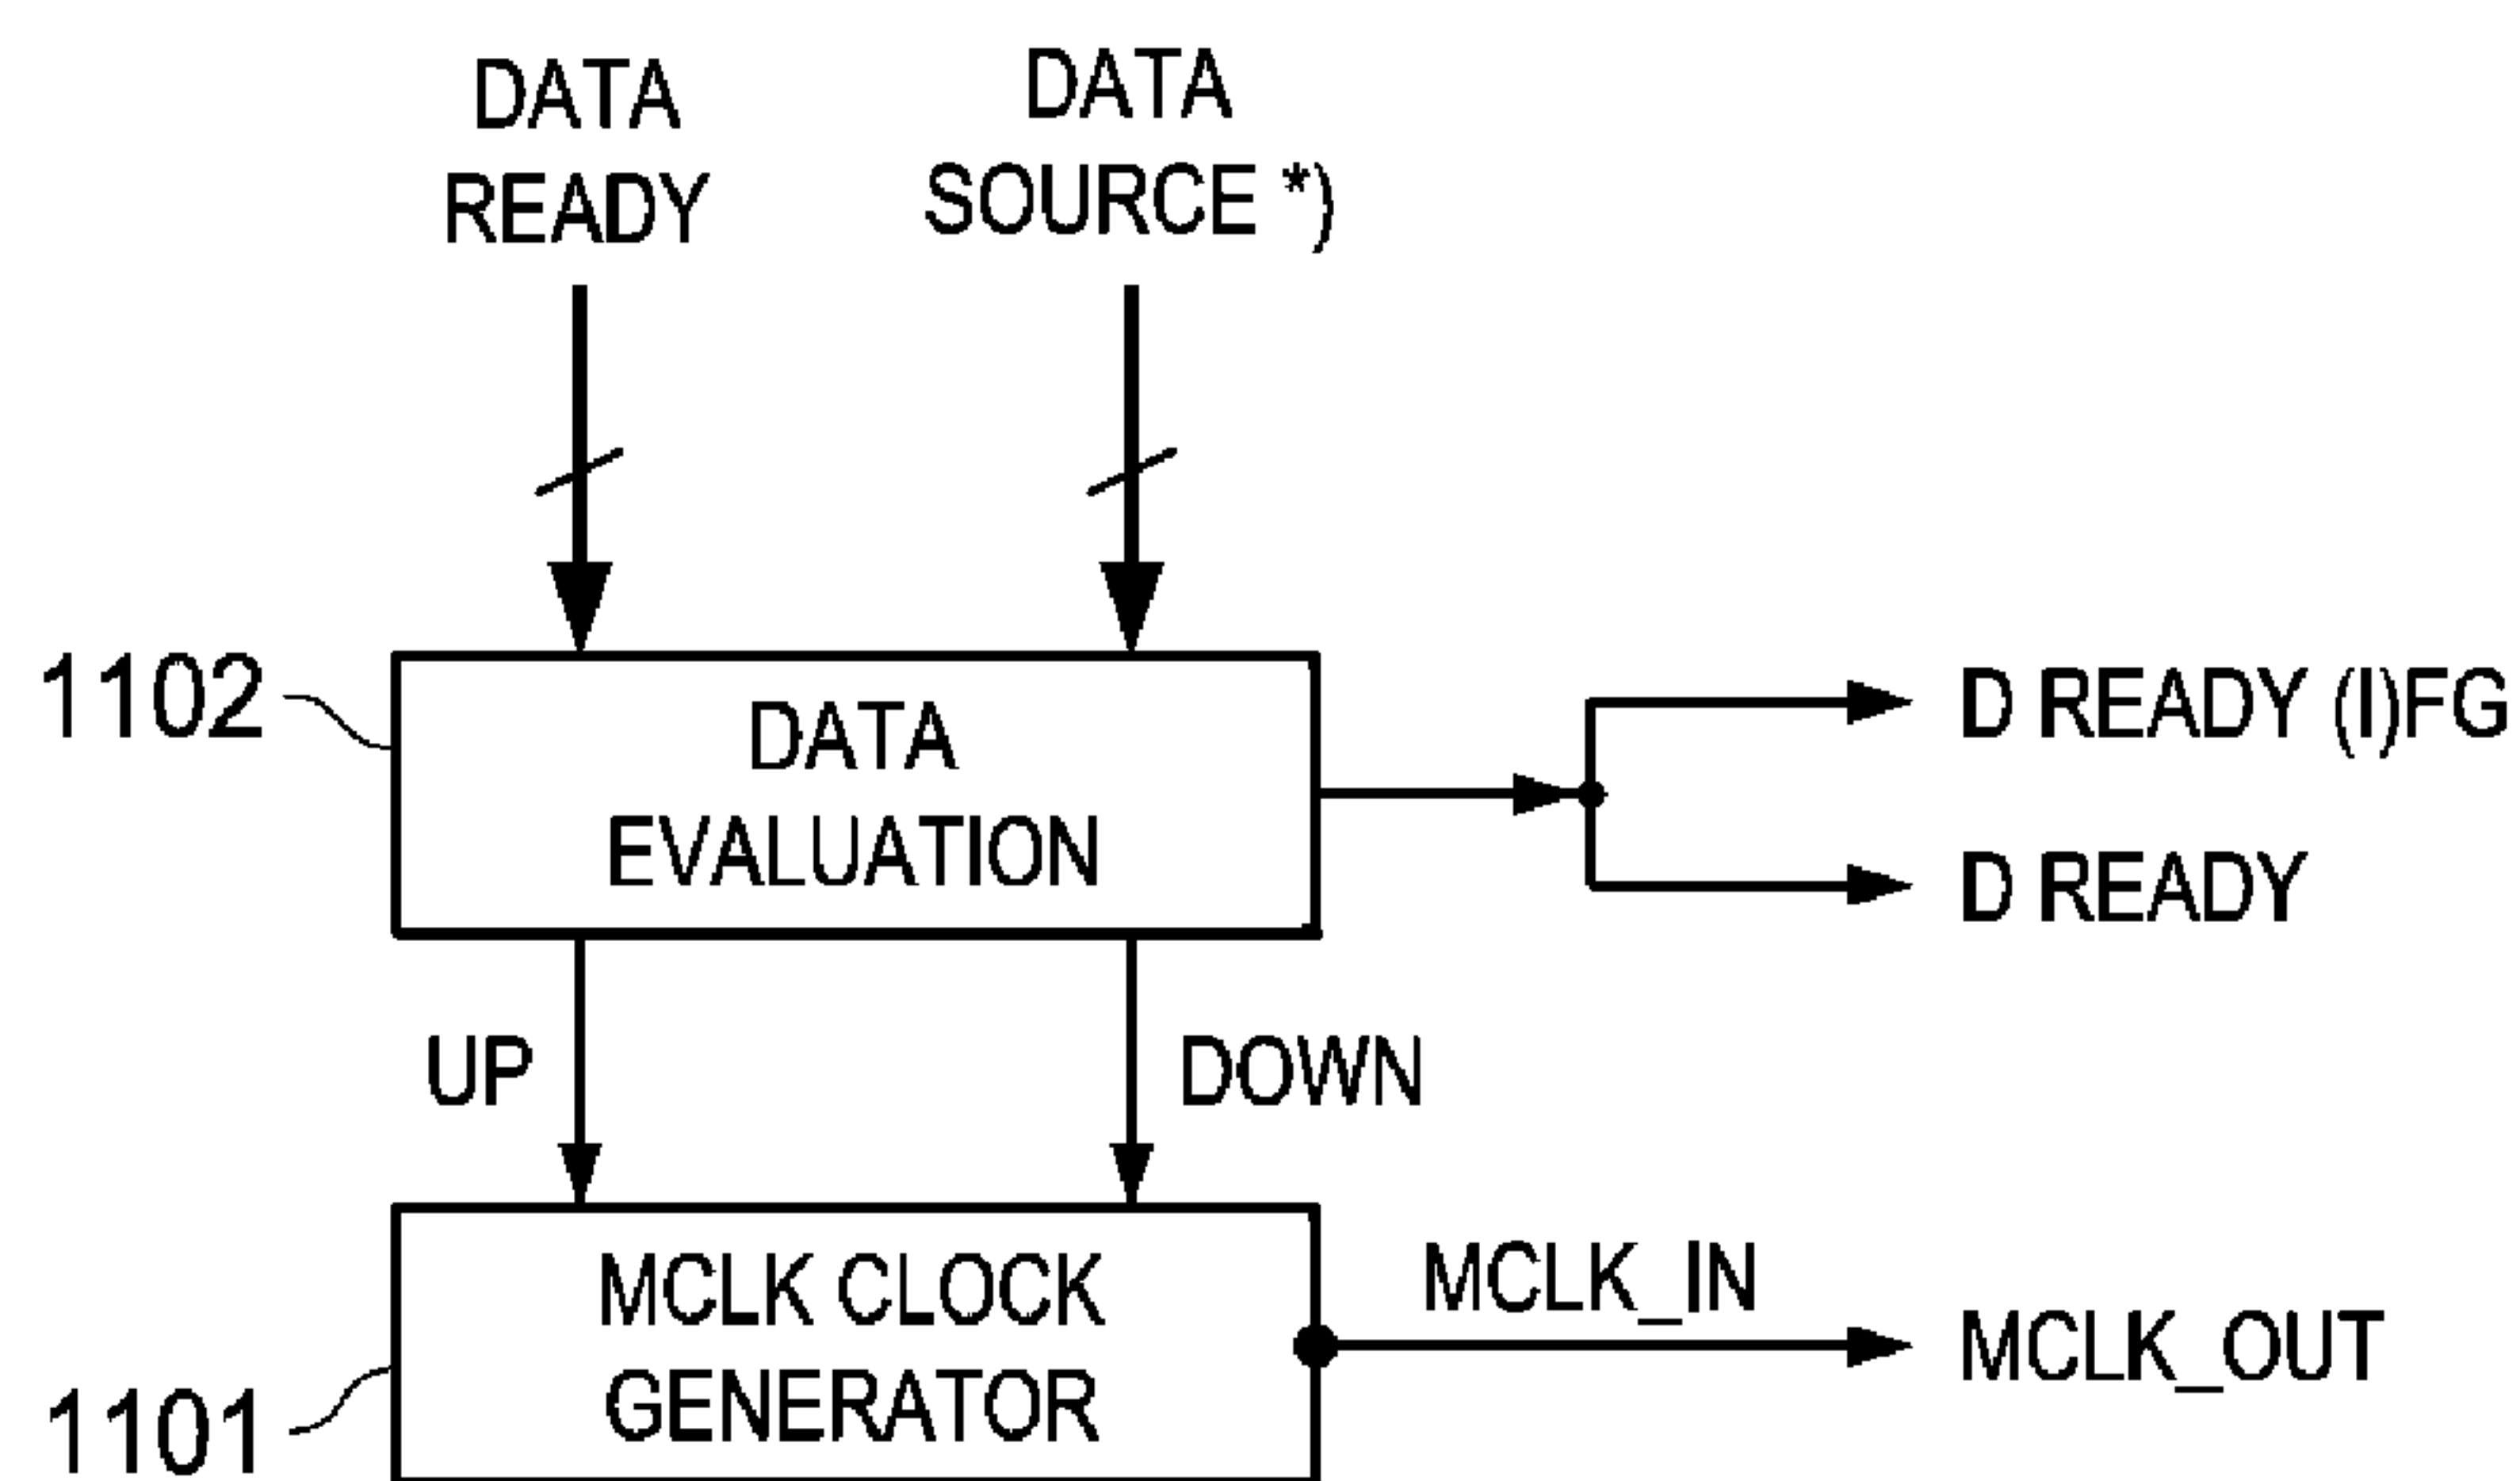 DATA
READY
DATA
SOURCE *)
1102
DATA
EVALUATION
D READY (I)FG
D READY
UP
DOWN
MCLK CLOCK
GENERATOR
MCLK_IN
MCLK_OUT
1101